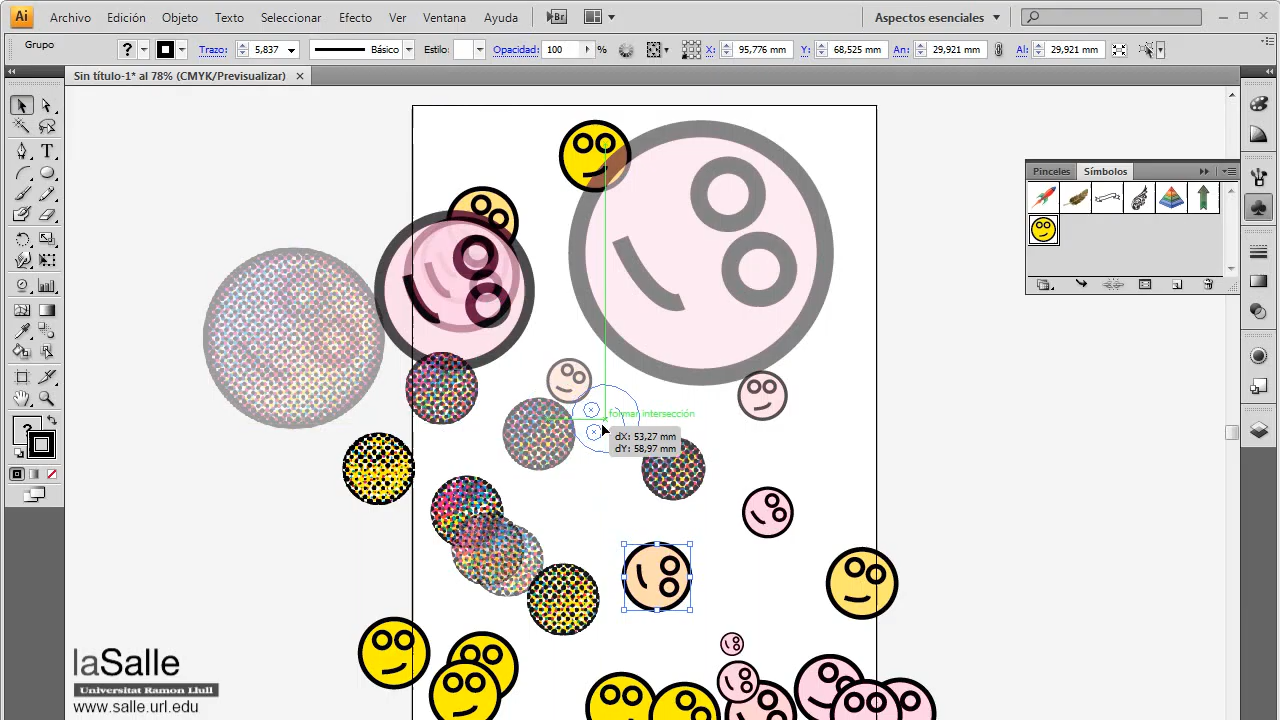 Ai Archivo Edición Objeto Texto Seleccionar Efecto Ver Ventana Ayuda Br Aspectos esenciales
Grupo ? Trazo: 5,837 Básico Estilo: Opacidad: 100 % X: 95,776 mm Y: 68,525 mm An: 29,921 mm Al: 29,921 mm
Sin título-1* al 78% (CMYK/Previsualizar)
Pinceles Símbolos
formar intersección
dX: 53,27 mm
dY: 58,97 mm
?
laSalle
Universitat Ramon Llull
www.salle.url.edu